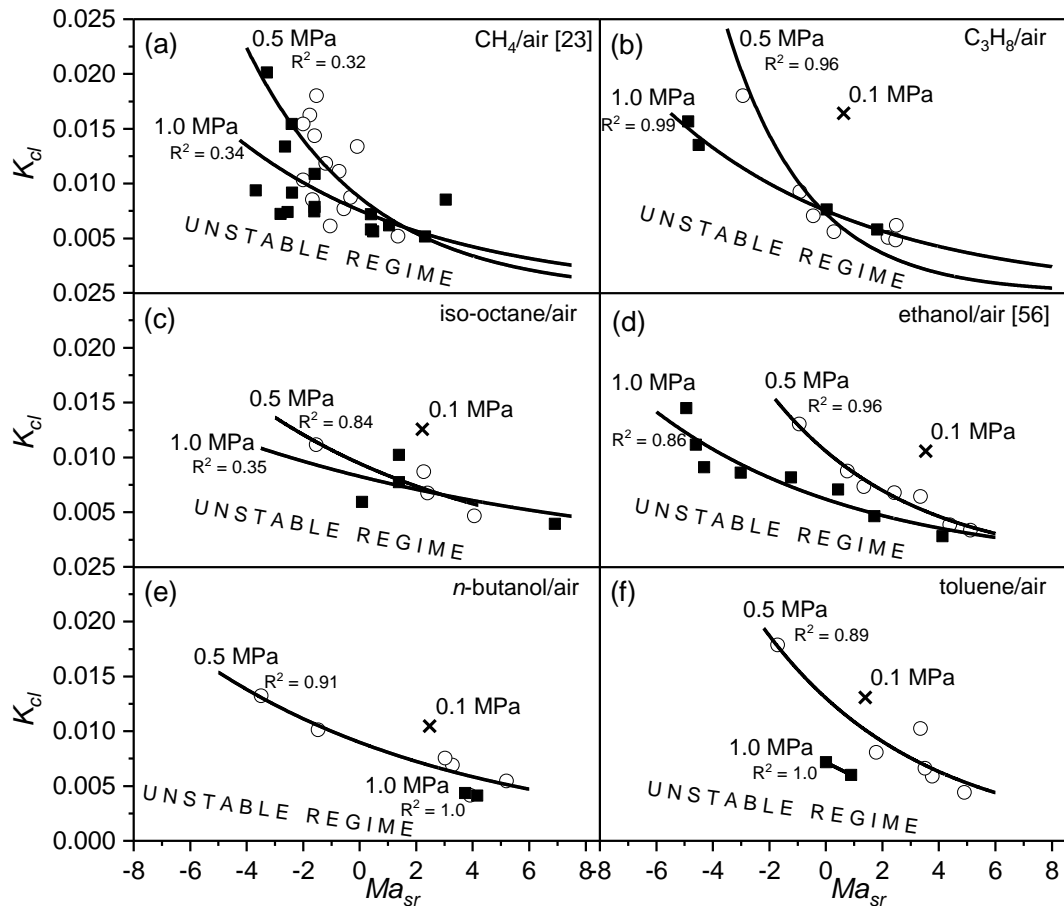 0.025
0.020
0.015
0.010
0.005
0.025
K_cl
(a)
CH₄/air [23]
0.5 MPa
R² = 0.32
1.0 MPa
R² = 0.34
UNSTABLE REGIME
(b)
C₃H₈/air
0.5 MPa
R² = 0.96
0.1 MPa
1.0 MPa
R² = 0.99
UNSTABLE REGIME
0.020
0.015
0.010
0.005
0.025
K_cl
(c)
iso-octane/air
0.5 MPa
R² = 0.84
0.1 MPa
1.0 MPa
R² = 0.35
UNSTABLE REGIME
(d)
ethanol/air [56]
1.0 MPa
0.5 MPa
R² = 0.96
0.1 MPa
R² = 0.86
UNSTABLE REGIME
0.020
0.015
0.010
0.005
0.000
K_cl
(e)
n-butanol/air
0.5 MPa
R² = 0.91
0.1 MPa
1.0 MPa
R² = 1.0
UNSTABLE REGIME
(f)
toluene/air
0.5 MPa
R² = 0.89
0.1 MPa
1.0 MPa
R² = 1.0
UNSTABLE REGIME
-8 -6 -4 -2 0 2 4 6 8
-6 -4 -2 0 2 4 6 8
Ma_sr
Ma_sr